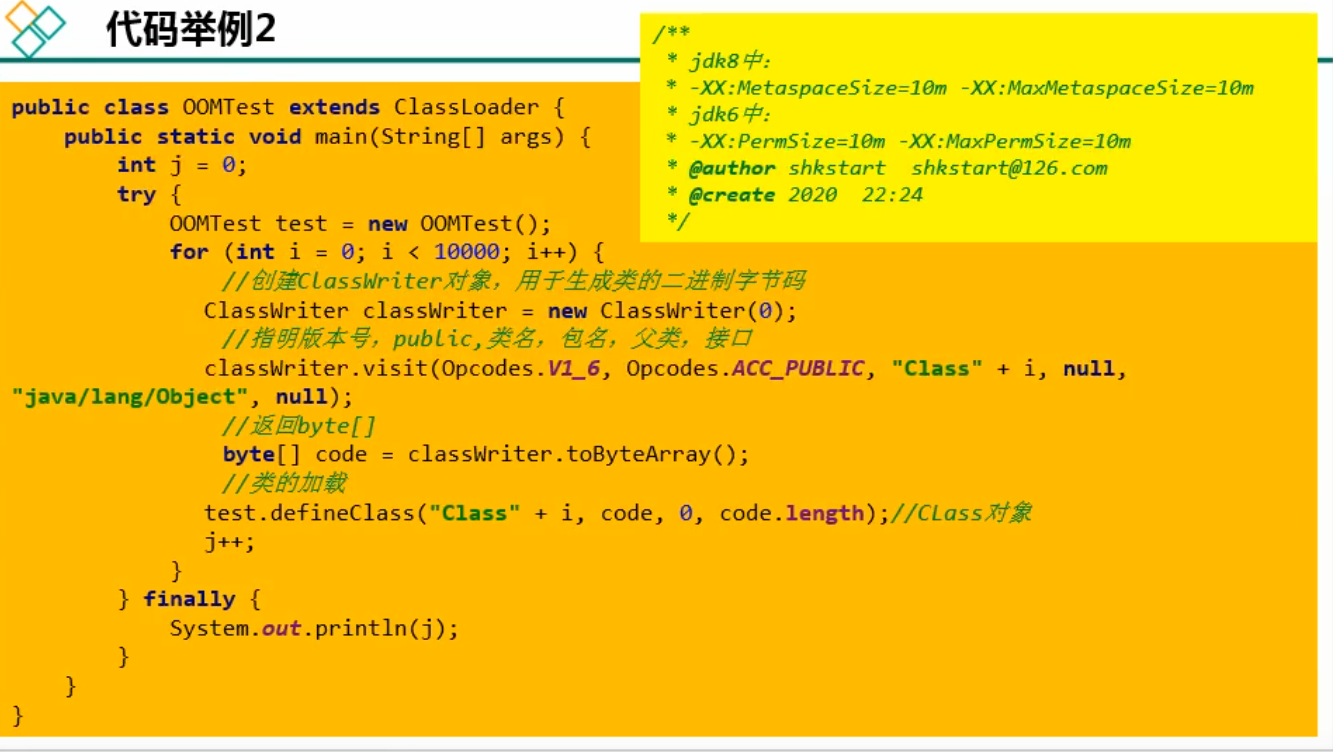 代码举例2
/**
* jdk8中：
* -XX:MetaspaceSize=10m -XX:MaxMetaspaceSize=10m
* jdk6中：
* -XX:PermSize=10m -XX:MaxPermSize=10m
* @author shkstart  shkstart@126.com
* @create 2020  22:24
*/
public class OOMTest extends ClassLoader {
    public static void main(String[] args) {
        int j = 0;
        try {
            OOMTest test = new OOMTest();
            for (int i = 0; i < 10000; i++) {
                //创建ClassWriter对象，用于生成类的二进制字节码
                ClassWriter classWriter = new ClassWriter(0);
                //指明版本号，public,类名，包名，父类，接口
                classWriter.visit(Opcodes.V1_6, Opcodes.ACC_PUBLIC, "Class" + i, null,
"java/lang/Object", null);
                //返回byte[]
                byte[] code = classWriter.toByteArray();
                //类的加载
                test.defineClass("Class" + i, code, 0, code.length);//CLass对象
                j++;
            }
        } finally {
            System.out.println(j);
        }
    }
}